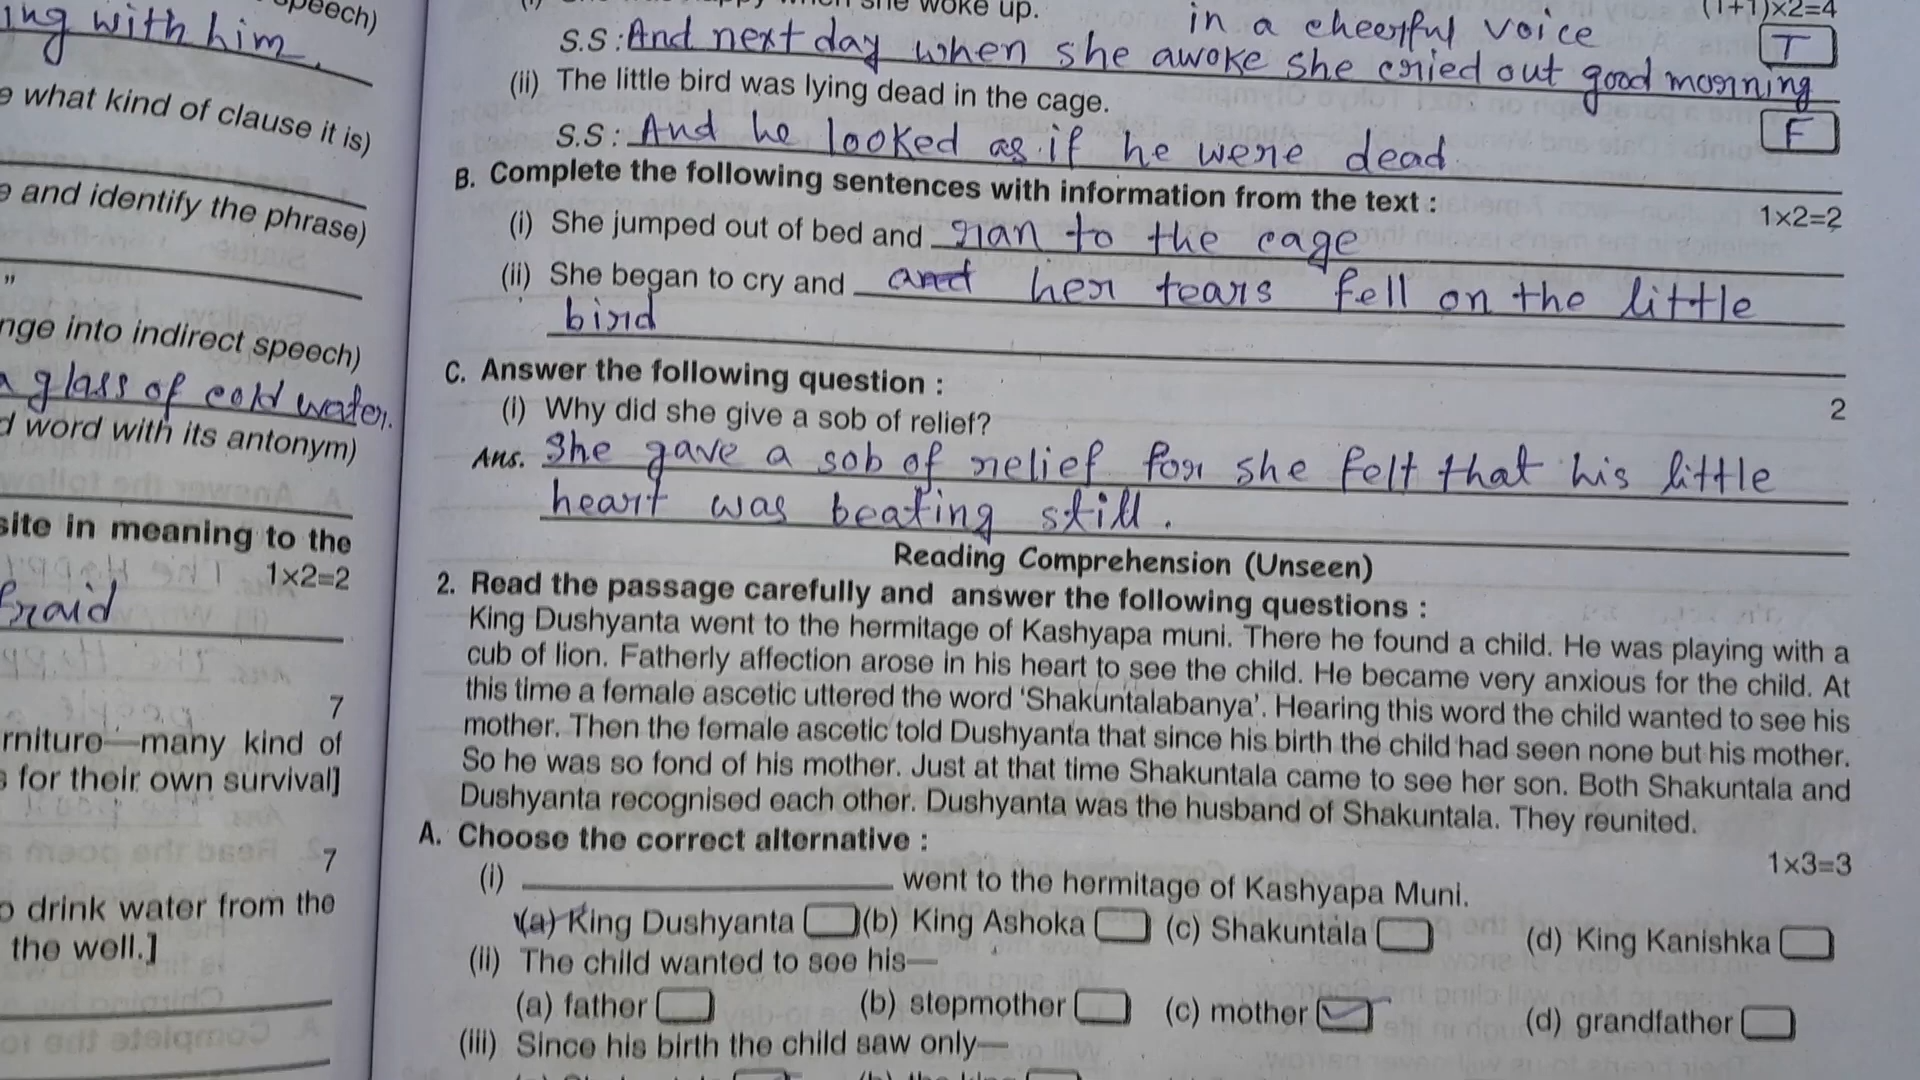 peech)
ing with him.
e what kind of clause it is)
e and identify the phrase)
"
nge into indirect speech)
a glass of cold water.
d word with its antonym)
site in meaning to the
1×2=2
fraid
7
rniture—many kind of
s for their own survival]
7
o drink water from the
the well.]
she woke up.
(1+1)×2=4
in a cheerful voice
S.S : And next day when she awoke she cried out good morning
T
(ii) The little bird was lying dead in the cage.
F
S.S : And he looked as if he were dead
B. Complete the following sentences with information from the text :
1×2=2
(i) She jumped out of bed and ran to the cage
(ii) She began to cry and and her tears fell on the little
bird
C. Answer the following question :
2
(i) Why did she give a sob of relief?
Ans. She gave a sob of relief for she felt that his little
heart was beating still.
Reading Comprehension (Unseen)
2. Read the passage carefully and answer the following questions :
King Dushyanta went to the hermitage of Kashyapa muni. There he found a child. He was playing with a
cub of lion. Fatherly affection arose in his heart to see the child. He became very anxious for the child. At
this time a female ascetic uttered the word ‘Shakuntalabanya’. Hearing this word the child wanted to see his
mother. Then the female ascetic told Dushyanta that since his birth the child had seen none but his mother.
So he was so fond of his mother. Just at that time Shakuntala came to see her son. Both Shakuntala and
Dushyanta recognised each other. Dushyanta was the husband of Shakuntala. They reunited.
A. Choose the correct alternative :
1×3=3
(i) ____________ went to the hermitage of Kashyapa Muni.
(a) King Dushyanta (b) King Ashoka (c) Shakuntala (d) King Kanishka
(ii) The child wanted to see his—
(a) father (b) stepmother (c) mother (d) grandfather
(iii) Since his birth the child saw only—